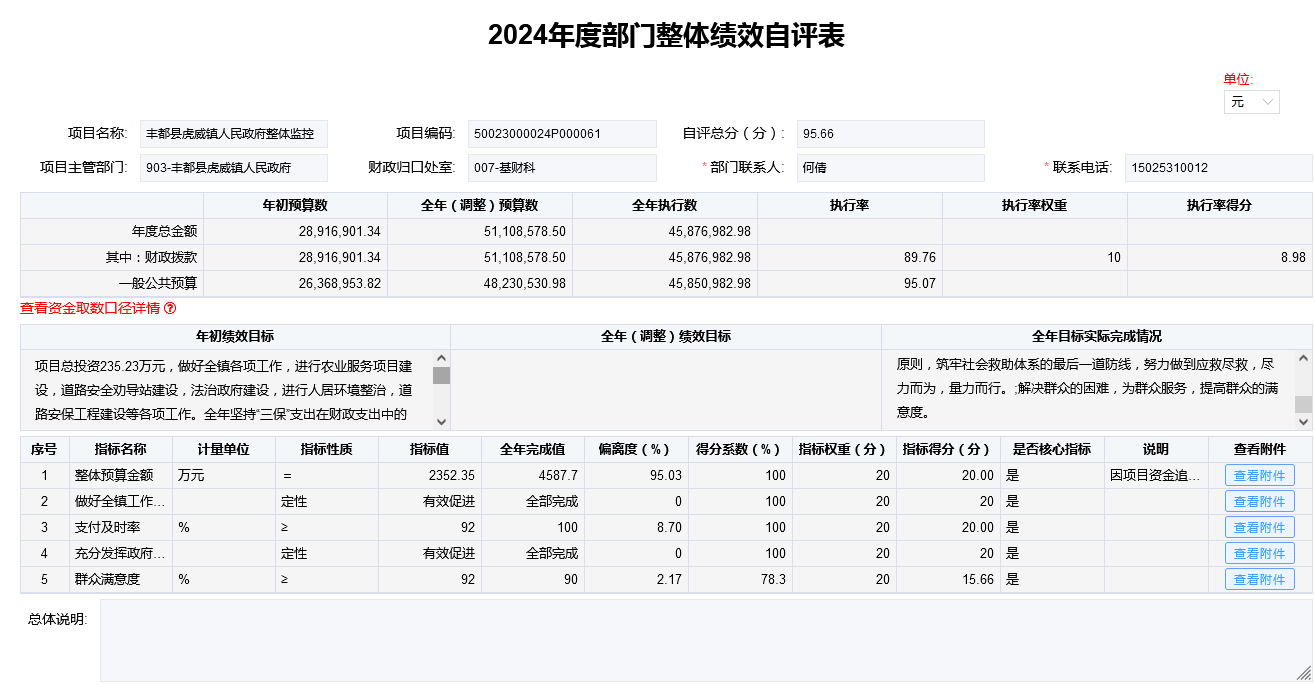 2024年度部门整体绩效自评表
单位:
元
项目名称: 丰都县虎威镇人民政府整体监控 项目编码: 50023000024P000061 自评总分（分）: 95.66
项目主管部门: 903-丰都县虎威镇人民政府 财政归口处室: 007-基财科 * 部门联系人: 何倩 * 联系电话: 15025310012
年初预算数 全年（调整）预算数 全年执行数 执行率 执行率权重 执行率得分
年度总金额 28,916,901.34 51,108,578.50 45,876,982.98
其中：财政拨款 28,916,901.34 51,108,578.50 45,876,982.98 89.76 10 8.98
一般公共预算 26,368,953.82 48,230,530.98 45,850,982.98 95.07
查看资金取数口径详情 ?
年初绩效目标 全年（调整）绩效目标 全年目标实际完成情况
项目总投资235.23万元，做好全镇各项工作，进行农业服务项目建
设，道路安全劝导站建设，法治政府建设，进行人居环境整治，道
路安保工程建设等各项工作。全年坚持“三保”支出在财政支出中的
原则，筑牢社会救助体系的最后一道防线，努力做到应救尽救，尽
力而为，量力而行。;解决群众的困难，为群众服务，提高群众的满
意度。
序号 指标名称 计量单位 指标性质 指标值 全年完成值 偏离度（%） 得分系数（%） 指标权重（分） 指标得分（分） 是否核心指标 说明 查看附件
1 整体预算金额 万元 = 2352.35 4587.7 95.03 100 20 20.00 是 因项目资金追... 查看附件
2 做好全镇工作... 定性 有效促进 全部完成 0 100 20 20 是 查看附件
3 支付及时率 % ≥ 92 100 8.70 100 20 20.00 是 查看附件
4 充分发挥政府... 定性 有效促进 全部完成 0 100 20 20 是 查看附件
5 群众满意度 % ≥ 92 90 2.17 78.3 20 15.66 是 查看附件
总体说明: